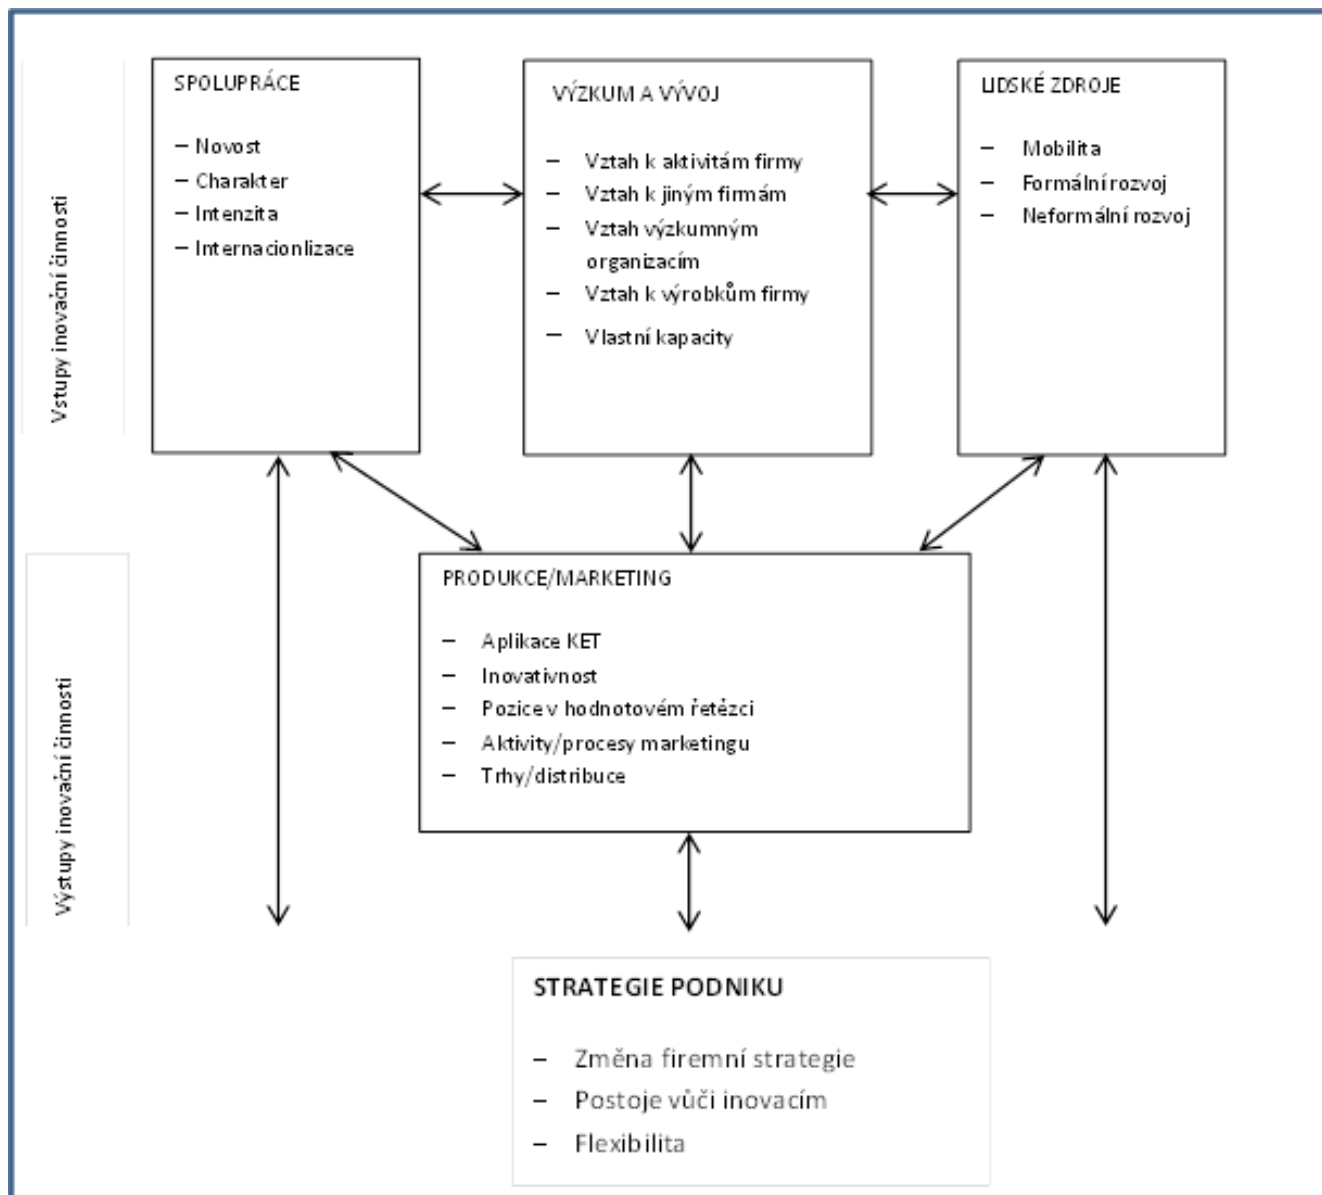 Vstupy inovační činnosti
SPOLUPRÁCE
– Novost
– Charakter
– Intenzita
– Internacionlizace
VÝZKUM A VÝVOJ
– Vztah k aktivitám firmy
– Vztah k jiným firmám
– Vztah výzkumným
organizacím
– Vztah k výrobkům firmy
– Vlastní kapacity
LIDSKÉ ZDROJE
– Mobilita
– Formální rozvoj
– Neformální rozvoj
Výstupy inovační činnosti
PRODUKCE/MARKETING
– Aplikace KET
– Inovativnost
– Pozice v hodnotovém řetězci
– Aktivity/procesy marketingu
– Trhy/distribuce
STRATEGIE PODNIKU
– Změna firemní strategie
– Postoje vůči inovacím
– Flexibilita